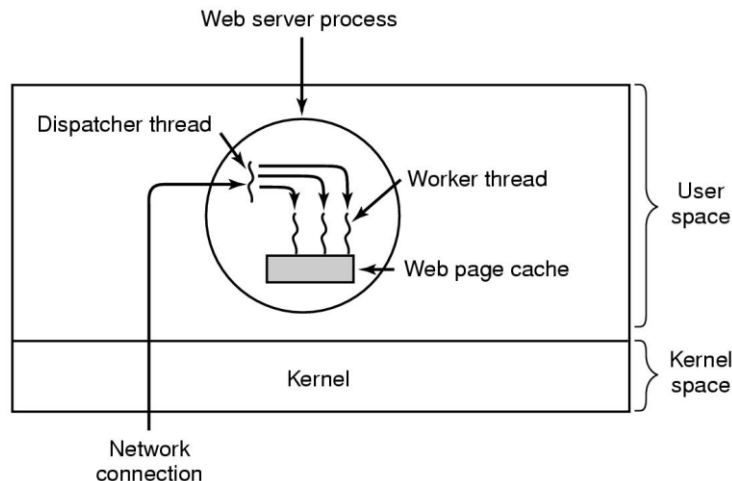 Web server process
Dispatcher thread
Worker thread
User
space
Web page cache
Kernel
Kernel
space
Network
connection